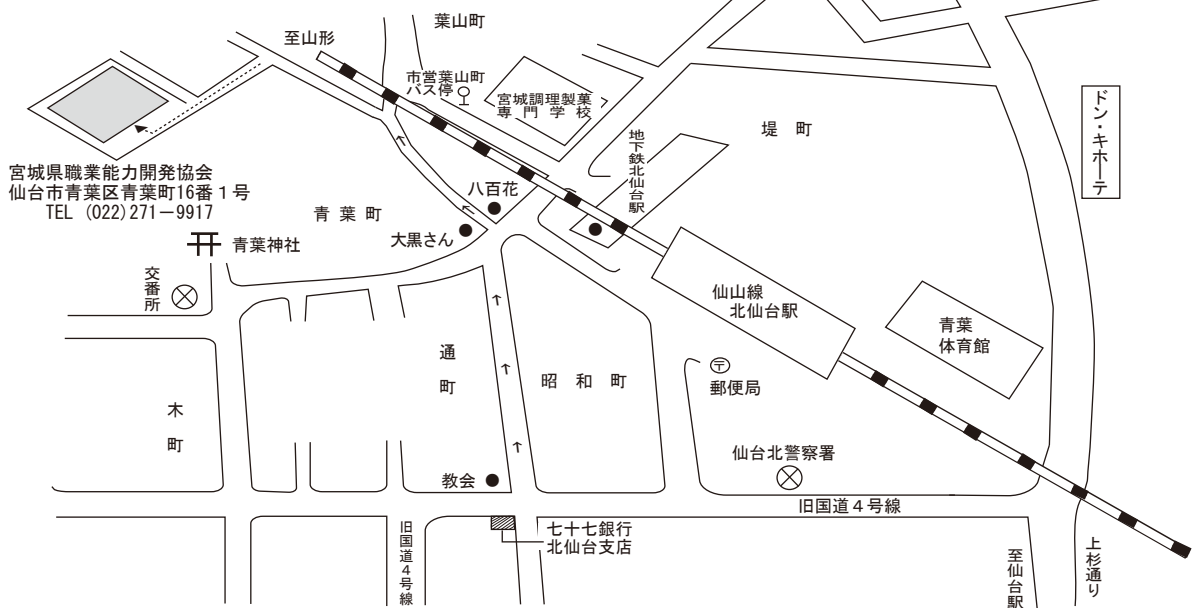 葉山町
至山形
市営葉山町
バス停
宮城調理製菓
専門学校
堤町
ドン・キホーテ
地下鉄北仙台駅
宮城県職業能力開発協会
仙台市青葉区青葉町16番1号
TEL (022)271－9917
八百花
青葉町
大黒さん
青葉神社
交番所
仙山線
北仙台駅
青葉
体育館
通町
昭和町
〒
郵便局
木町
仙台北警察署
教会
旧国道４号線
七十七銀行
北仙台支店
旧国道４号線
至仙台駅
上杉通り